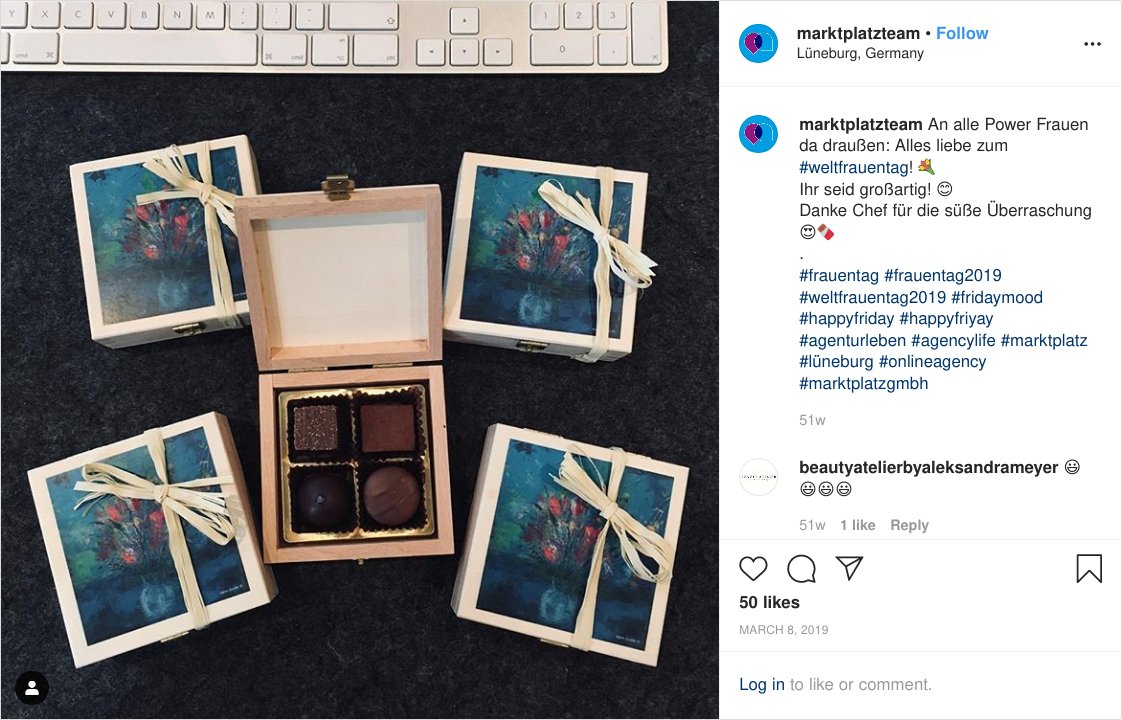 Y X C V B N M ; , : . - _ ⇧
⌘ ⌘ cmd ⌥ alt ctrl
1 2 3
0 ,
marktplatzteam • Follow
Lüneburg, Germany
marktplatzteam An alle Power Frauen
da draußen: Alles liebe zum
#weltfrauentag! 💐
Ihr seid großartig! 😊
Danke Chef für die süße Überraschung
😍🍫
.
#frauentag #frauentag2019
#weltfrauentag2019 #fridaymood
#happyfriday #happyfriyay
#agenturleben #agencylife #marktplatz
#lüneburg #onlineagency
#marktplatzgmbh
51w
beautyatelierbyaleksandrameyer 😃
😃😃😃
51w 1 like Reply
50 likes
MARCH 8, 2019
Log in to like or comment.